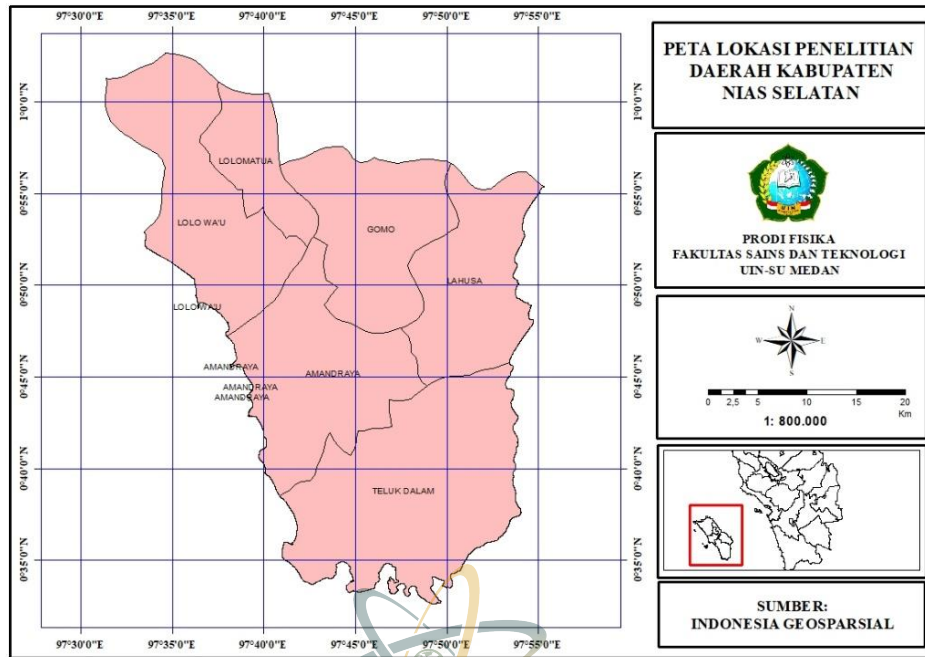 97°30'0"E 97°35'0"E 97°40'0"E 97°45'0"E 97°50'0"E 97°55'0"E
1°0'0"N
0°55'0"N
0°50'0"N
0°45'0"N
0°40'0"N
0°35'0"N
LOLOMATUA
LOLO WA'U
GOMO
LAHUSA
LOLO WA'U
AMANDRAYA
AMANDRAYA
AMANDRAYA
AMANDRAYA
TELUK DALAM
1°0'0"N
0°55'0"N
0°50'0"N
0°45'0"N
0°40'0"N
0°35'0"N
97°30'0"E 97°35'0"E 97°40'0"E 97°45'0"E 97°50'0"E 97°55'0"E
PETA LOKASI PENELITIAN
DAERAH KABUPATEN
NIAS SELATAN
PRODI FISIKA
FAKULTAS SAINS DAN TEKNOLOGI
UIN-SU MEDAN
N
W E
S
0 2,5 5 10 15 20
Km
1: 800.000
SUMBER:
INDONESIA GEOSPARSIAL